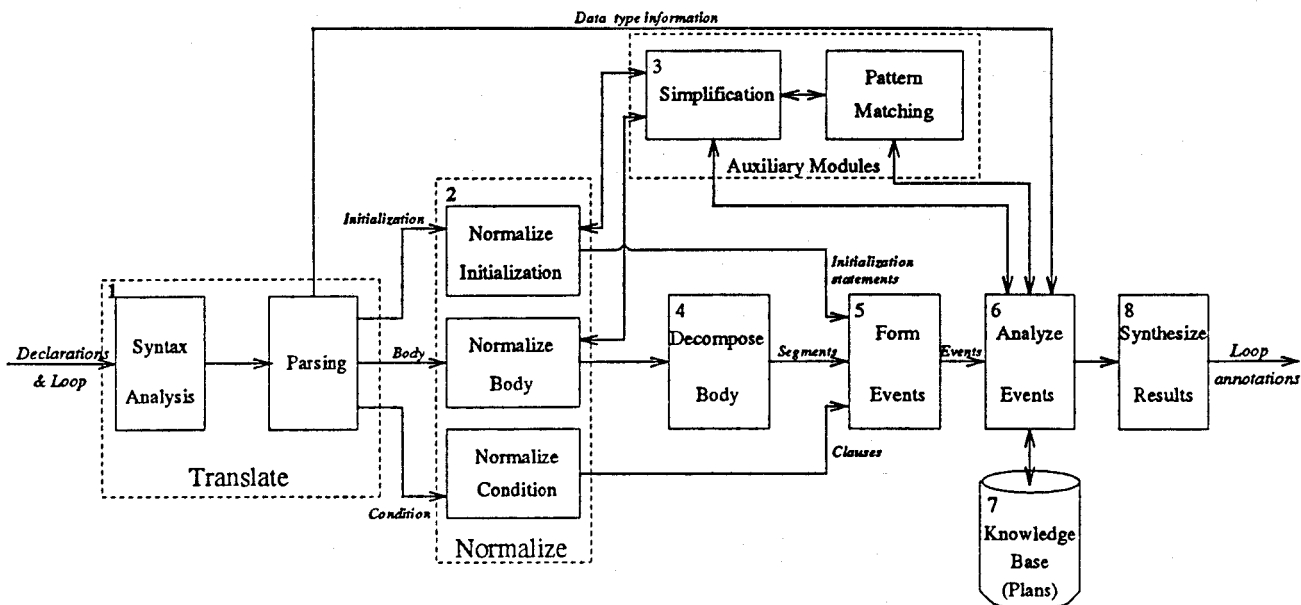 Data type information
3
Simplification
Pattern
Matching
Auxiliary Modules
2
Initialization
Normalize
Initialization
Initialization
statements
1
Declarations
& Loop
Syntax
Analysis
Parsing
Translate
Body
Normalize
Body
4
Decompose
Body
Segments
5
Form
Events
Events
6
Analyze
Events
8
Synthesize
Results
Loop
annotations
Condition
Normalize
Condition
Normalize
Clauses
7
Knowledge
Base
(Plans)